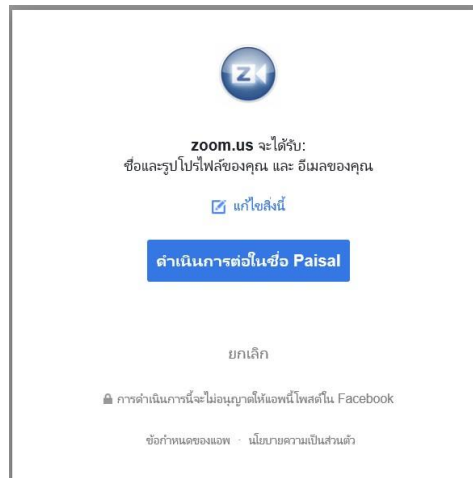 Z
zoom.us จะได้รับ:
ชื่อและรูปโปรไฟล์ของคุณ และ อีเมลของคุณ
แก้ไขสิ่งนี้
ดำเนินการต่อในชื่อ Paisal
ยกเลิก
การดำเนินการนี้จะไม่อนุญาตให้แอพนี้โพสต์ใน Facebook
ข้อกำหนดของแอพ · นโยบายความเป็นส่วนตัว